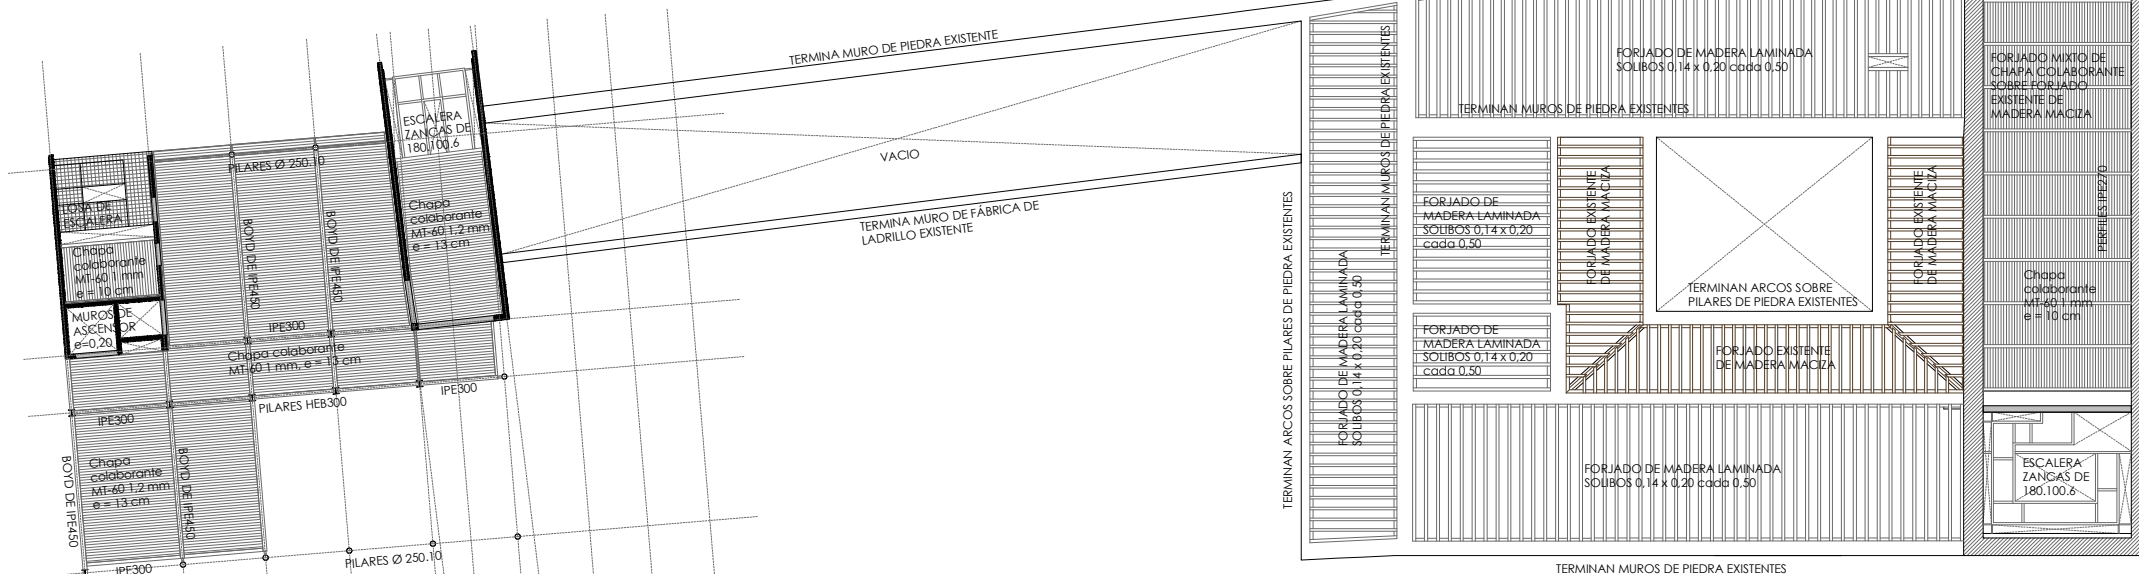 TERMINA MURO DE PIEDRA EXISTENTE
ESCALERA
ZANCAS DE
180.100.6
PILARES Ø 250.10
VACIO
LOSA DE
ESCALERA
BOYD DE IPE450
BOYD DE IPE450
Chapa
colaborante
MT-60 1,2 mm
e = 13 cm
TERMINA MURO DE FÁBRICA DE
LADRILLO EXISTENTE
Chapa
colaborante
MT-60 1 mm
e = 10 cm
MUROS DE
ASCENSOR
e=0,20
IPE300
Chapa colaborante
MT-60 1 mm, e = 13 cm
IPE300
PILARES HEB300
IPE300
BOYD DE IPE450
Chapa
colaborante
MT-60 1,2 mm
e = 13 cm
BOYD DE IPE450
IPE300
PILARES Ø 250.10
TERMINAN ARCOS SOBRE PILARES DE PIEDRA EXISTENTES
FORJADO DE MADERA LAMINADA
SOLIBOS 0,14 x 0,20 cada 0,50
TERMINAN MUROS DE PIEDRA EXISTENTES
FORJADO DE MADERA LAMINADA
SOLIBOS 0,14 x 0,20 cada 0,50
TERMINAN MUROS DE PIEDRA EXISTENTES
FORJADO DE
MADERA LAMINADA
SOLIBOS 0,14 x 0,20
cada 0,50
FORJADO EXISTENTE
DE MADERA MACIZA
TERMINAN ARCOS SOBRE
PILARES DE PIEDRA EXISTENTES
FORJADO EXISTENTE
DE MADERA MACIZA
FORJADO DE
MADERA LAMINADA
SOLIBOS 0,14 x 0,20
cada 0,50
FORJADO EXISTENTE
DE MADERA MACIZA
FORJADO DE MADERA LAMINADA
SOLIBOS 0,14 x 0,20 cada 0,50
FORJADO MIXTO DE
CHAPA COLABORANTE
SOBRE FORJADO
EXISTENTE DE
MADERA MACIZA
PERFILES IPE270
Chapa
colaborante
MT-60 1 mm
e = 10 cm
ESCALERA
ZANCAS DE
180.100.6
TERMINAN MUROS DE PIEDRA EXISTENTES